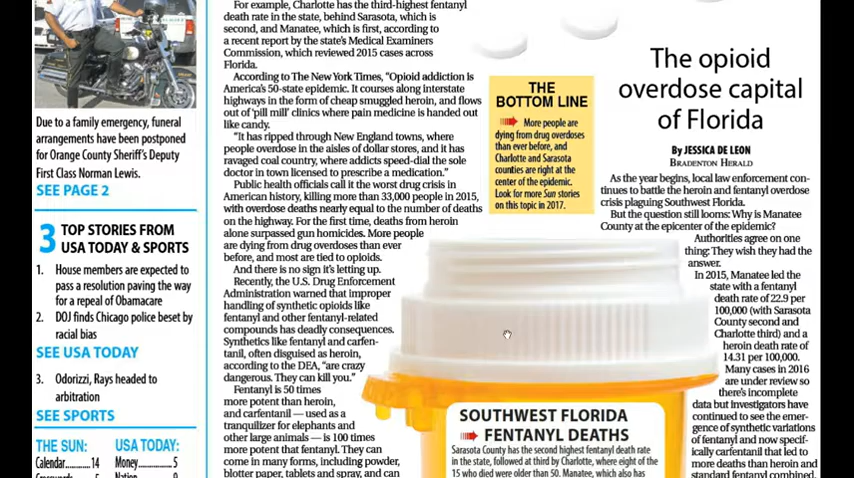 Due to a family emergency, funeral
arrangements have been postponed
for Orange County Sheriff's Deputy
First Class Norman Lewis.
SEE PAGE 2
3 TOP STORIES FROM
USA TODAY & SPORTS
1. House members are expected to
pass a resolution paving the way
for a repeal of Obamacare
2. DOJ finds Chicago police beset by
racial bias
SEE USA TODAY
3. Odorizzi, Rays headed to
arbitration
SEE SPORTS
THE SUN:
Calendar............14
USA TODAY:
Money...............5
For example, Charlotte has the third-highest fentanyl
death rate in the state, behind Sarasota, which is
second, and Manatee, which is first, according to
a recent report by the state's Medical Examiners
Commission, which reviewed 2015 cases across
Florida.
According to The New York Times, “Opioid addiction is
America's 50-state epidemic. It courses along interstate
highways in the form of cheap smuggled heroin, and flows
out of ‘pill mill’ clinics where pain medicine is handed out
like candy.
“It has ripped through New England towns, where
people overdose in the aisles of dollar stores, and it has
ravaged coal country, where addicts speed-dial the sole
doctor in town licensed to prescribe a medication.”
Public health officials call it the worst drug crisis in
American history, killing more than 33,000 people in 2015,
with overdose deaths nearly equal to the number of deaths
on the highway. For the first time, deaths from heroin
alone surpassed gun homicides. More people
are dying from drug overdoses than ever
before, and most are tied to opioids.
And there is no sign it's letting up.
Recently, the U.S. Drug Enforcement
Administration warned that improper
handling of synthetic opioids like
fentanyl and other fentanyl-related
compounds has deadly consequences.
Synthetics like fentanyl and carfen-
tanil, often disguised as heroin,
according to the DEA, “are crazy
dangerous. They can kill you.”
Fentanyl is 50 times
more potent than heroin,
and carfentanil — used as a
tranquilizer for elephants and
other large animals — is 100 times
more potent that fentanyl. They can
come in many forms, including powder,
blotter paper, tablets and spray, and can
THE
BOTTOM LINE
More people are
dying from drug overdoses
than ever before, and
Charlotte and Sarasota
counties are right at the
center of the epidemic.
Look for more Sun stories
on this topic in 2017.
The opioid
overdose capital
of Florida
By JESSICA DE LEON
BRADENTON HERALD
As the year begins, local law enforcement con-
tinues to battle the heroin and fentanyl overdose
crisis plaguing Southwest Florida.
But the question still looms: Why is Manatee
County at the epicenter of the epidemic?
Authorities agree on one
thing: They wish they had the
answer.
In 2015, Manatee led the
state with a fentanyl
death rate of 22.9 per
100,000 (with Sarasota
County second and
Charlotte third) and a
heroin death rate of
14.31 per 100,000.
Many cases in 2016
are under review so
there's incomplete
data but investigators have
continued to see the emer-
gence of synthetic variations
of fentanyl and now specif-
ically carfentanil that led to
more deaths than heroin and
standard fentanyl combined.
SOUTHWEST FLORIDA
FENTANYL DEATHS
Sarasota County has the second highest fentanyl death rate
in the state, followed at third by Charlotte, where eight of the
15 who died were older than 50. Manatee, which also has